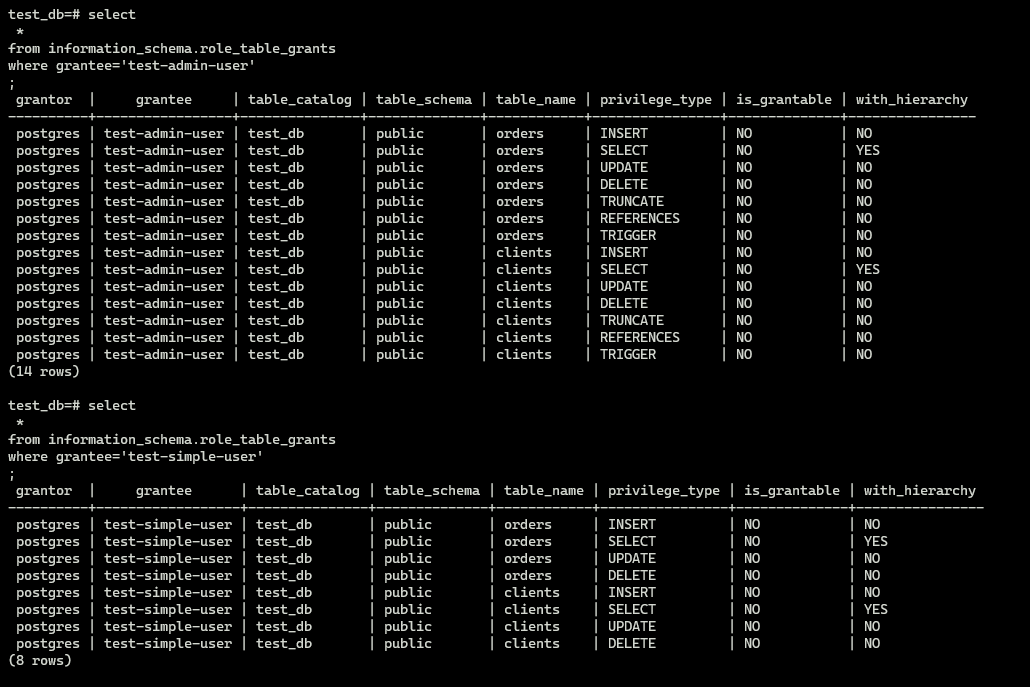 test_db=# select
 *
from information_schema.role_table_grants
where grantee='test-admin-user'
;
 grantor  |     grantee     | table_catalog | table_schema | table_name | privilege_type | is_grantable | with_hierarchy
----------+-----------------+---------------+--------------+------------+----------------+--------------+----------------
 postgres | test-admin-user | test_db       | public       | orders     | INSERT         | NO           | NO
 postgres | test-admin-user | test_db       | public       | orders     | SELECT         | NO           | YES
 postgres | test-admin-user | test_db       | public       | orders     | UPDATE         | NO           | NO
 postgres | test-admin-user | test_db       | public       | orders     | DELETE         | NO           | NO
 postgres | test-admin-user | test_db       | public       | orders     | TRUNCATE       | NO           | NO
 postgres | test-admin-user | test_db       | public       | orders     | REFERENCES     | NO           | NO
 postgres | test-admin-user | test_db       | public       | orders     | TRIGGER        | NO           | NO
 postgres | test-admin-user | test_db       | public       | clients    | INSERT         | NO           | NO
 postgres | test-admin-user | test_db       | public       | clients    | SELECT         | NO           | YES
 postgres | test-admin-user | test_db       | public       | clients    | UPDATE         | NO           | NO
 postgres | test-admin-user | test_db       | public       | clients    | DELETE         | NO           | NO
 postgres | test-admin-user | test_db       | public       | clients    | TRUNCATE       | NO           | NO
 postgres | test-admin-user | test_db       | public       | clients    | REFERENCES     | NO           | NO
 postgres | test-admin-user | test_db       | public       | clients    | TRIGGER        | NO           | NO
(14 rows)

test_db=# select
 *
from information_schema.role_table_grants
where grantee='test-simple-user'
;
 grantor  |     grantee      | table_catalog | table_schema | table_name | privilege_type | is_grantable | with_hierarchy
----------+------------------+---------------+--------------+------------+----------------+--------------+----------------
 postgres | test-simple-user | test_db       | public       | orders     | INSERT         | NO           | NO
 postgres | test-simple-user | test_db       | public       | orders     | SELECT         | NO           | YES
 postgres | test-simple-user | test_db       | public       | orders     | UPDATE         | NO           | NO
 postgres | test-simple-user | test_db       | public       | orders     | DELETE         | NO           | NO
 postgres | test-simple-user | test_db       | public       | clients    | INSERT         | NO           | NO
 postgres | test-simple-user | test_db       | public       | clients    | SELECT         | NO           | YES
 postgres | test-simple-user | test_db       | public       | clients    | UPDATE         | NO           | NO
 postgres | test-simple-user | test_db       | public       | clients    | DELETE         | NO           | NO
(8 rows)